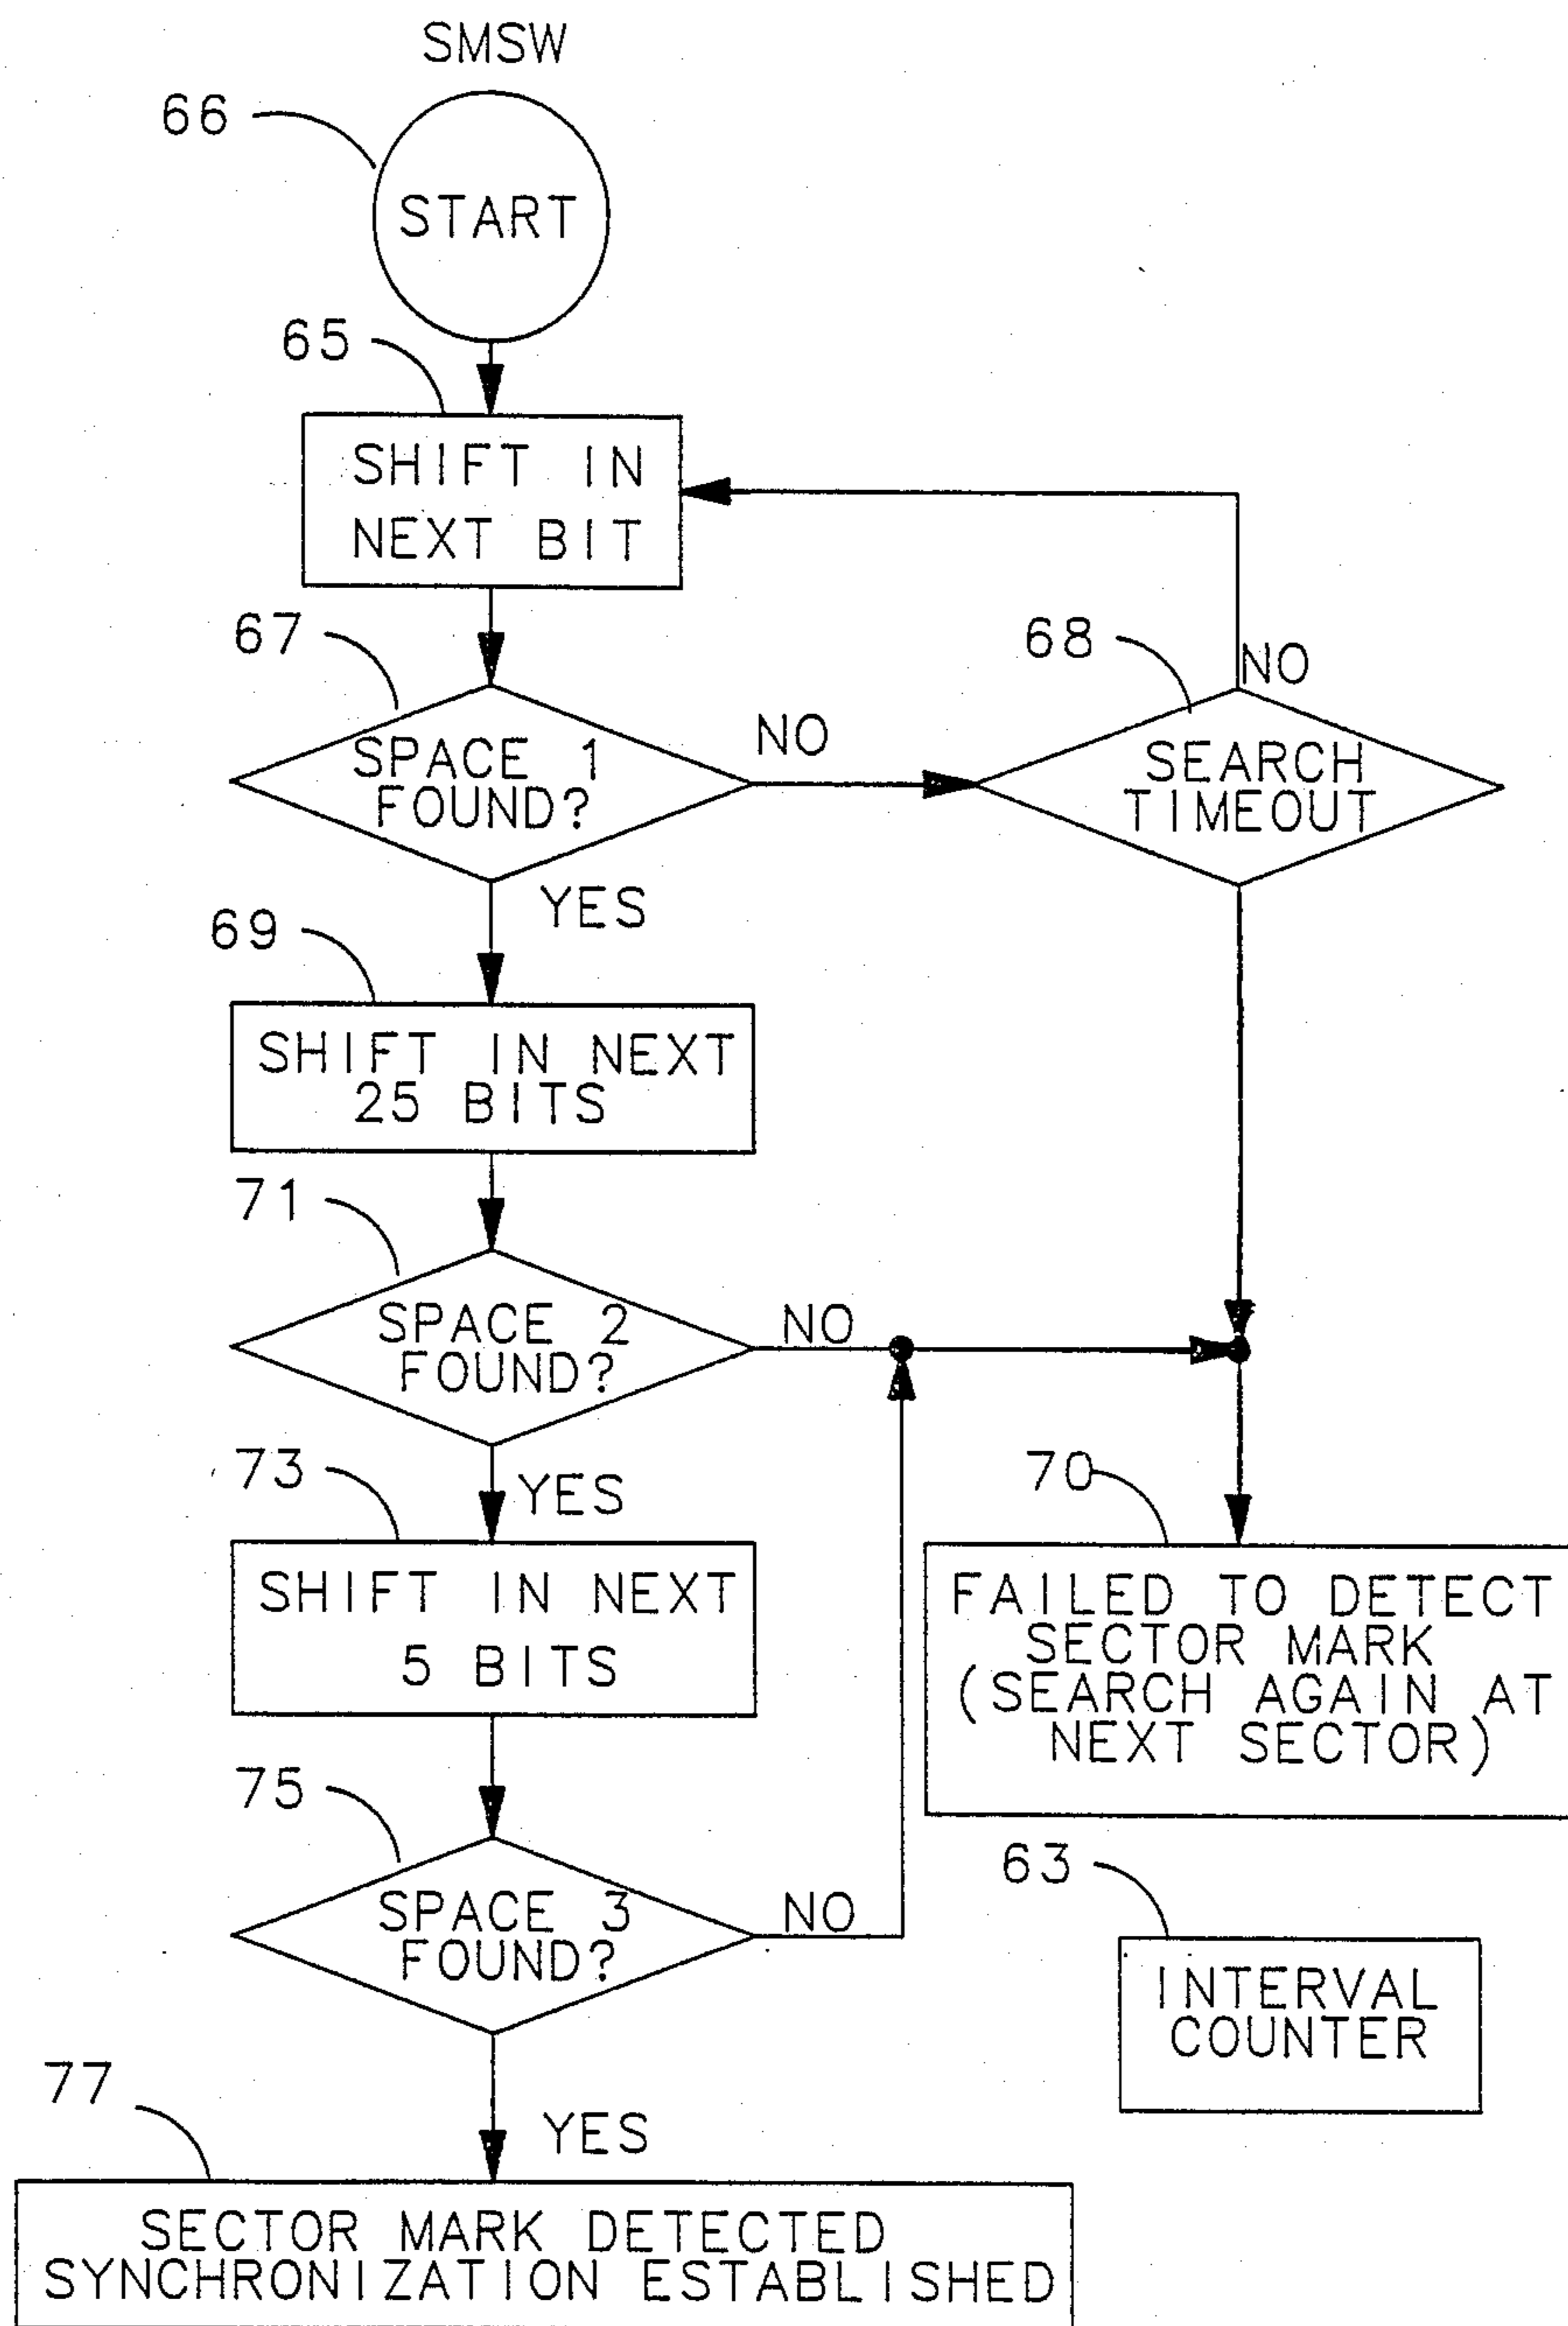 SMSW
66
START
65
SHIFT IN
NEXT BIT
67
SPACE 1
FOUND?
NO
68
NO
SEARCH
TIMEOUT
YES
69
SHIFT IN NEXT
25 BITS
71
SPACE 2
FOUND?
NO
YES
73
SHIFT IN NEXT
5 BITS
70
FAILED TO DETECT
SECTOR MARK
(SEARCH AGAIN AT
NEXT SECTOR)
75
SPACE 3
FOUND?
NO
63
INTERVAL
COUNTER
YES
77
SECTOR MARK DETECTED
SYNCHRONIZATION ESTABLISHED